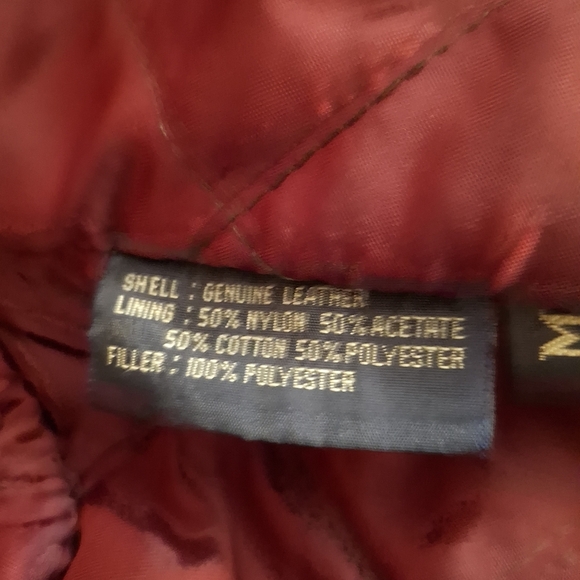 SHELL : GENUINE LEATHER
LINING : 50% NYLON 50% ACETATE
50% COTTON 50% POLYESTER
FILLER : 100% POLYESTER
M